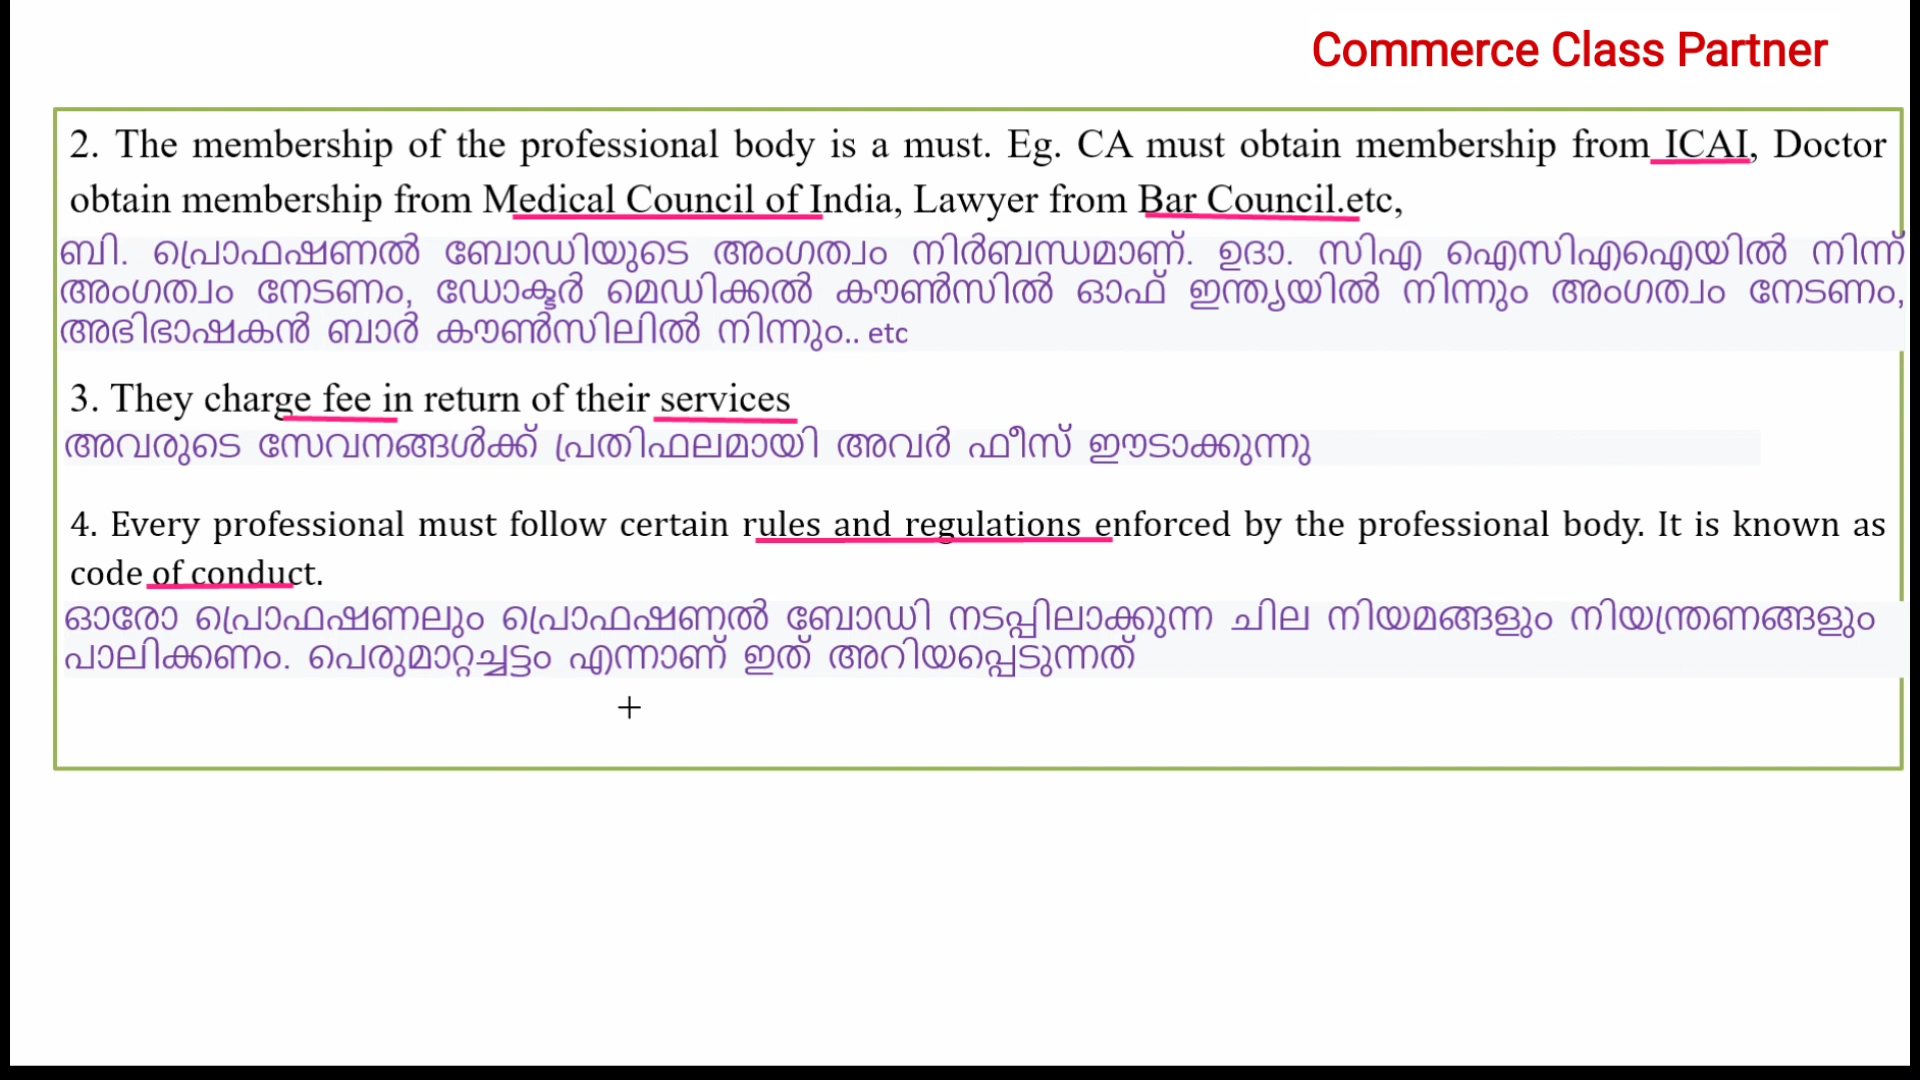 Commerce Class Partner
2. The membership of the professional body is a must. Eg. CA must obtain membership from ICAI, Doctor
obtain membership from Medical Council of India, Lawyer from Bar Council.etc,
ബി. പ്രൊഫഷണൽ ബോഡിയുടെ അംഗത്വം നിർബന്ധമാണ്. ഉദാ. സിഎ ഐസിഎഐയിൽ നിന്ന്
അംഗത്വം നേടണം, ഡോക്ടർ മെഡിക്കൽ കൗൺസിൽ ഓഫ് ഇന്ത്യയിൽ നിന്നും അംഗത്വം നേടണം,
അഭിഭാഷകൻ ബാർ കൗൺസിലിൽ നിന്നും.. etc
3. They charge fee in return of their services
അവരുടെ സേവനങ്ങൾക്ക് പ്രതിഫലമായി അവർ ഫീസ് ഈടാക്കുന്നു
4. Every professional must follow certain rules and regulations enforced by the professional body. It is known as
code of conduct.
ഓരോ പ്രൊഫഷണലും പ്രൊഫഷണൽ ബോഡി നടപ്പിലാക്കുന്ന ചില നിയമങ്ങളും നിയന്ത്രണങ്ങളും
പാലിക്കണം. പെരുമാറ്റച്ചട്ടം എന്നാണ് ഇത് അറിയപ്പെടുന്നത്